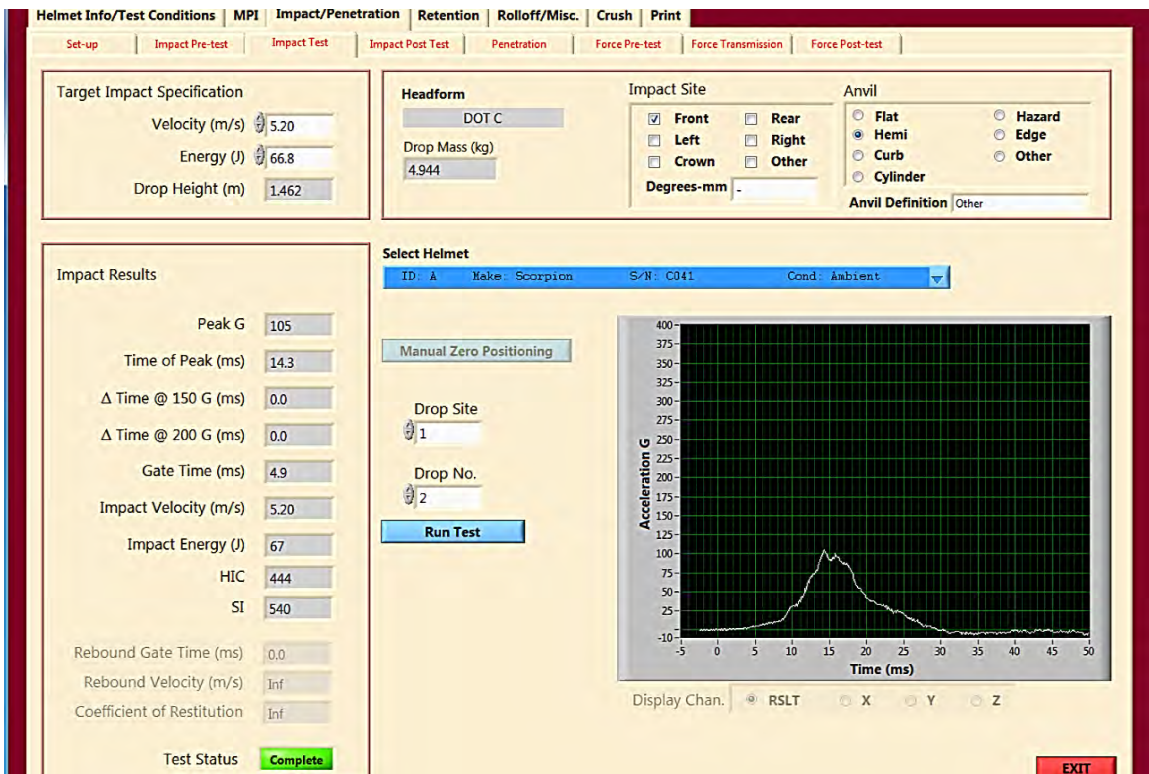 Helmet Info/Test Conditions MPI Impact/Penetration Retention Rolloff/Misc. Crush Print
Set-up Impact Pre-test Impact Test Impact Post Test Penetration Force Pre-test Force Transmission Force Post-test
Target Impact Specification
Velocity (m/s) 5.20
Energy (J) 66.8
Drop Height (m) 1.462
Headform
DOT C
Drop Mass (kg)
4.944
Impact Site
Front Rear
Left Right
Crown Other
Degrees-mm -
Anvil
Flat Hazard
Hemi Edge
Curb Other
Cylinder
Anvil Definition Other
Select Helmet
ID: A Make: Scorpion S/N: C041 Cond: Ambient
Impact Results
Peak G 105
Time of Peak (ms) 14.3
Δ Time @ 150 G (ms) 0.0
Δ Time @ 200 G (ms) 0.0
Gate Time (ms) 4.9
Impact Velocity (m/s) 5.20
Impact Energy (J) 67
HIC 444
SI 540
Rebound Gate Time (ms) 0.0
Rebound Velocity (m/s) Inf
Coefficient of Restitution Inf
Test Status Complete
Manual Zero Positioning
Drop Site
1
Drop No.
2
Run Test
Acceleration G
400
375
350
325
300
275
250
225
200
175
150
125
100
75
50
25
-10
-5 0 5 10 15 20 25 30 35 40 45 50
Time (ms)
Display Chan. RSLT X Y Z
EXIT